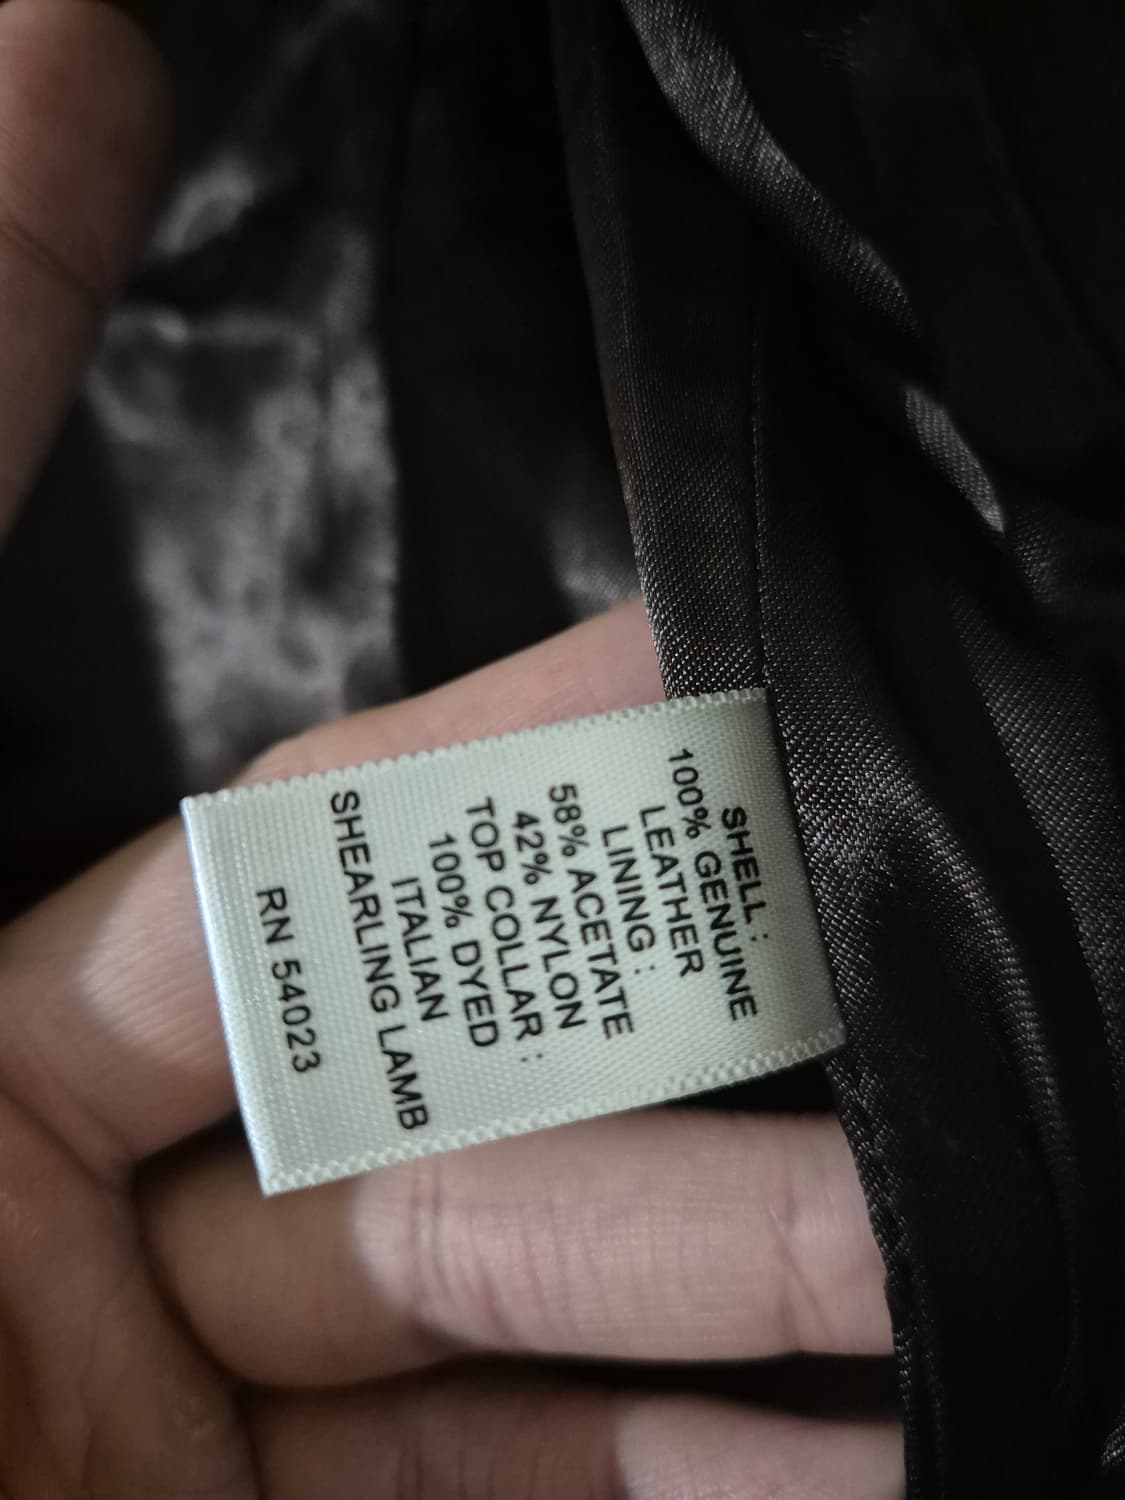 SHELL :
100% GENUINE
LEATHER
LINING :
58% ACETATE
42% NYLON
TOP COLLAR :
100% DYED
ITALIAN
SHEARLING LAMB
RN 54023